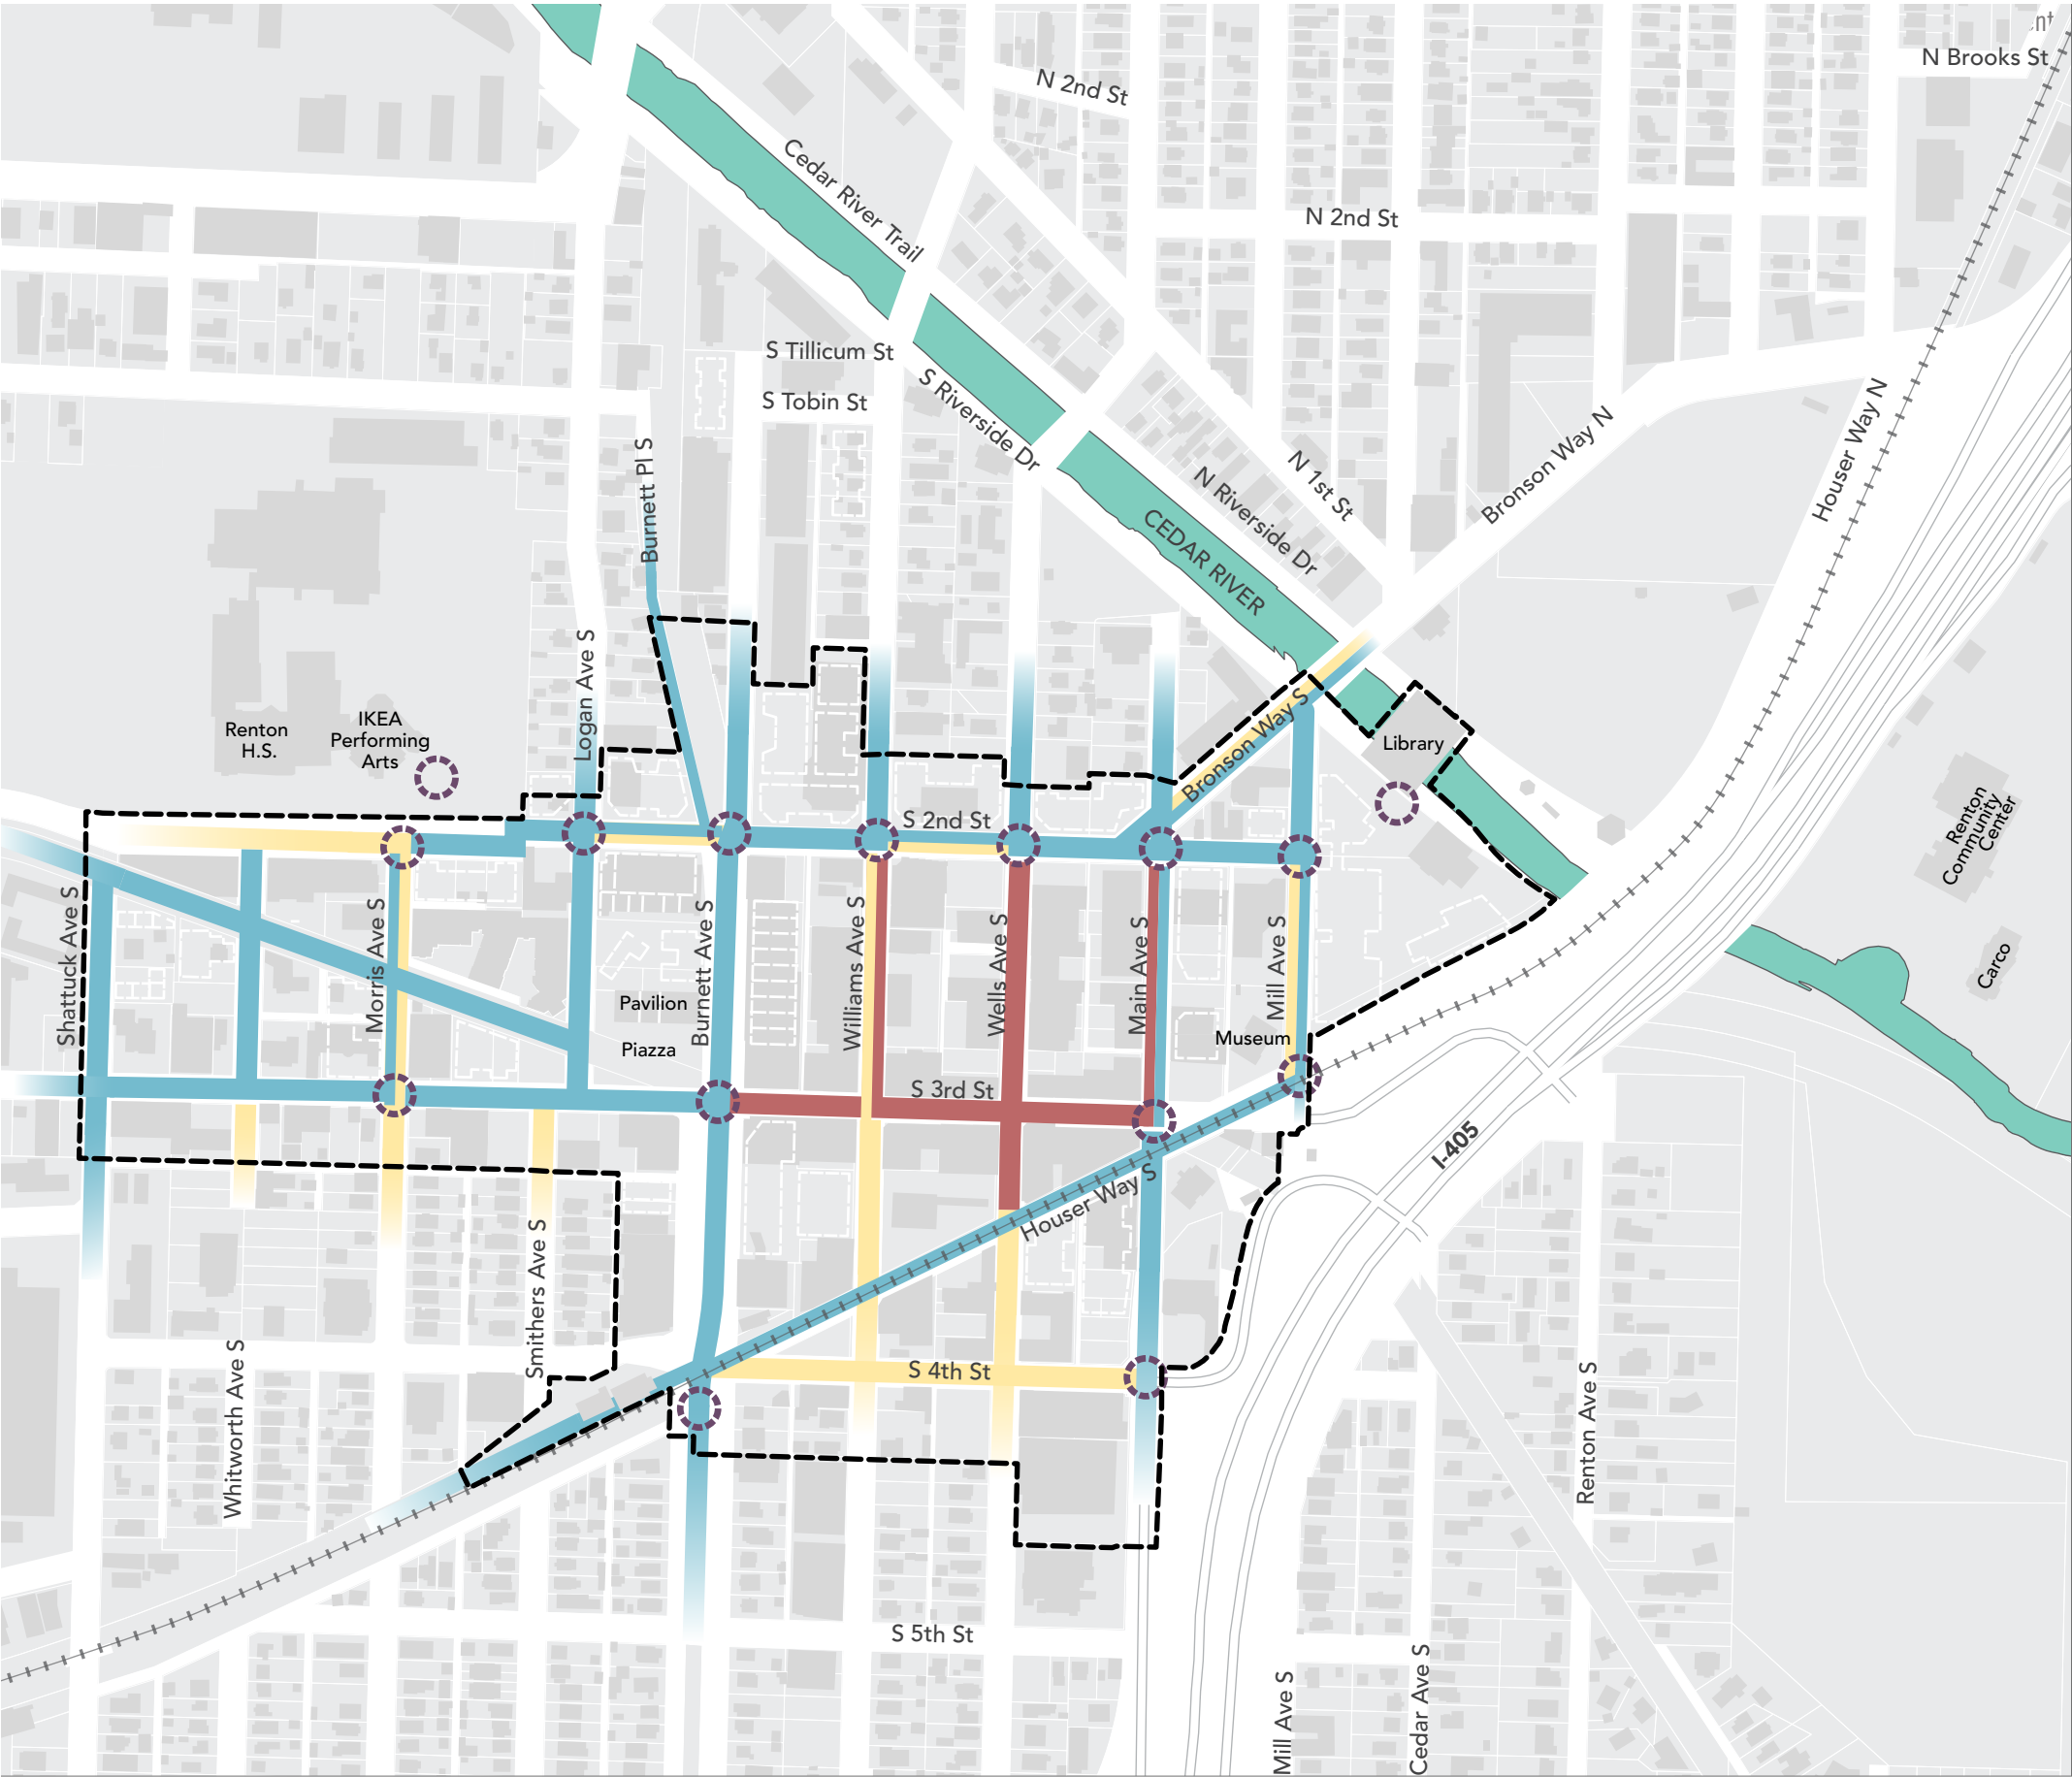 N Brooks St
N 2nd St
Cedar River Trail
N 2nd St
S Tillicum St
S Tobin St
S Riverside Dr
N Riverside Dr
N 1st St
Bronson Way N
Houser Way N
CEDAR RIVER
Burnett Pl S
Logan Ave S
Renton
H.S.
IKEA
Performing
Arts
Bronson Way S
Library
S 2nd St
Renton
Community
Center
Carco
Shattuck Ave S
Morris Ave S
Pavilion
Piazza
Burnett Ave S
Williams Ave S
Wells Ave S
Main Ave S
Mill Ave S
Museum
S 3rd St
I-405
Houser Way S
Smithers Ave S
Whitworth Ave S
S 4th St
Renton Ave S
S 5th St
Mill Ave S
Cedar Ave S